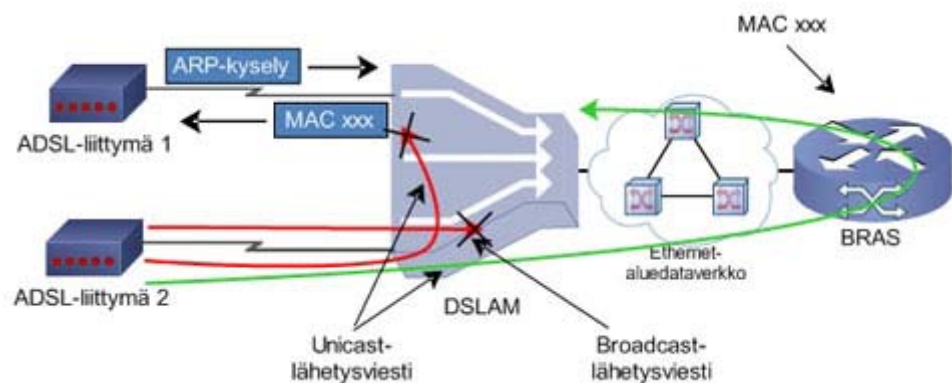 MAC xxx
ARP-kysely
MAC xxx
ADSL-liittymä 1
BRAS
Ethernet-
aluedataverkko
ADSL-liittymä 2
DSLAM
Unicast-
lähetysviesti
Broadcast-
lähetysviesti